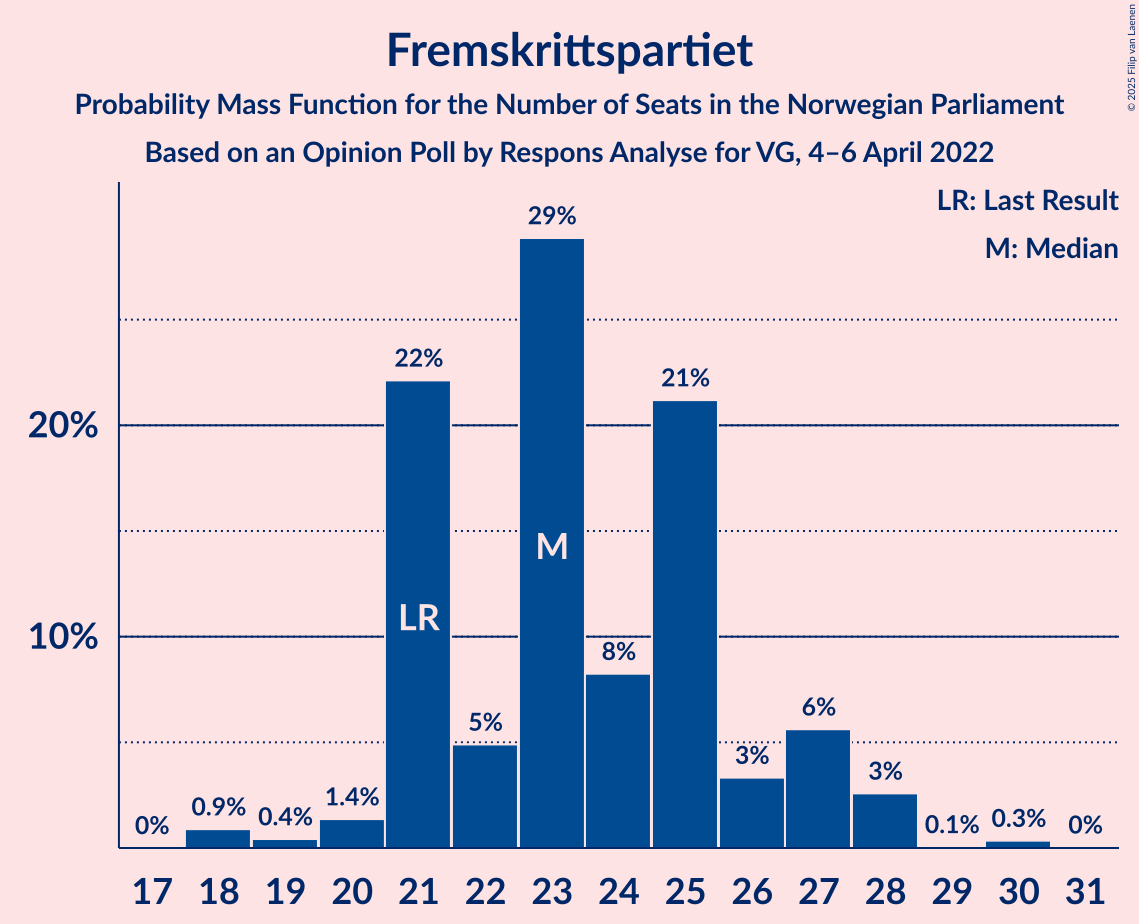 Fremskrittspartiet
Probability Mass Function for the Number of Seats in the Norwegian Parliament
Based on an Opinion Poll by Respons Analyse for VG, 4–6 April 2022
© 2025 Filip van Laenen
LR: Last Result
M: Median
20%
10%
0%
0.9%
0.4%
1.4%
22%
5%
29%
8%
21%
3%
6%
3%
0.1%
0.3%
0%
LR
M
17 18 19 20 21 22 23 24 25 26 27 28 29 30 31